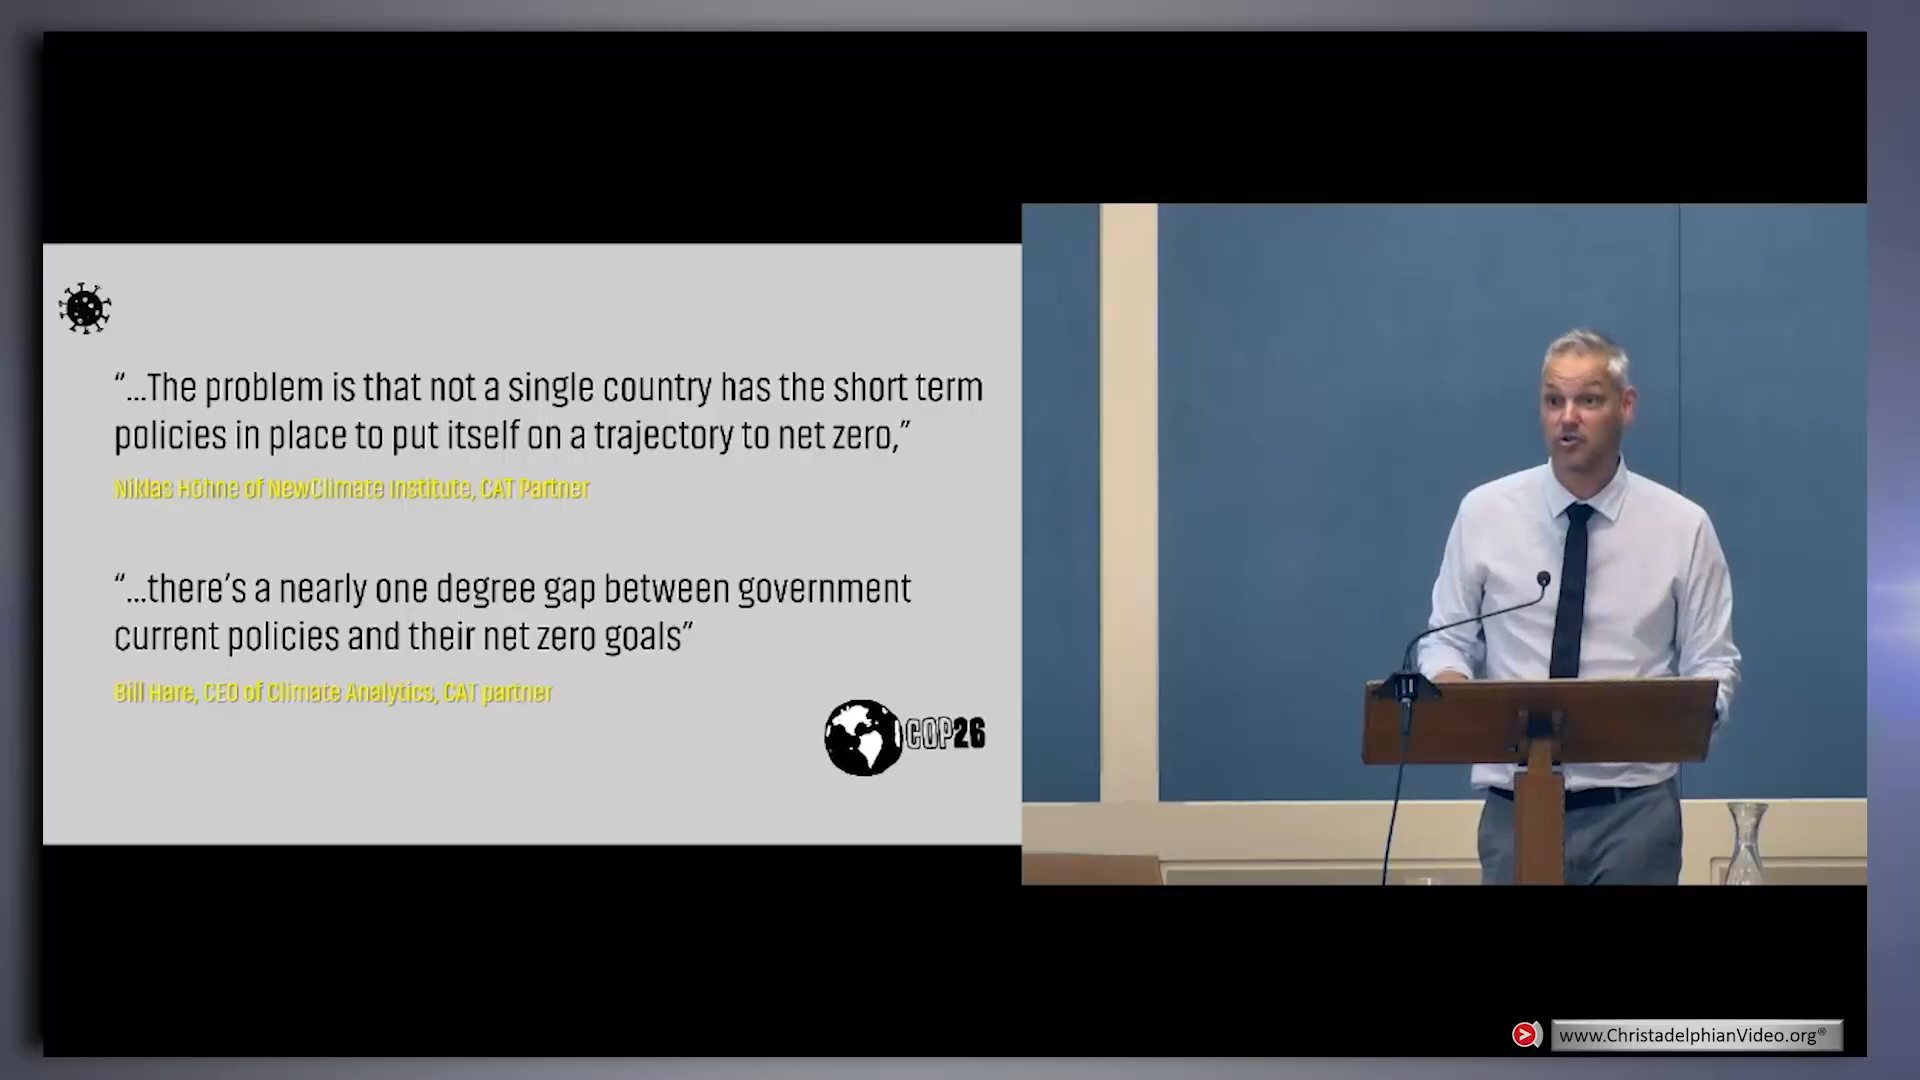 “...The problem is that not a single country has the short term
policies in place to put itself on a trajectory to net zero,”
Niklas Höhne of NewClimate Institute, CAT Partner
“...there’s a nearly one degree gap between government
current policies and their net zero goals”
Bill Hare, CEO of Climate Analytics, CAT partner
COP26
www.ChristadelphianVideo.org®